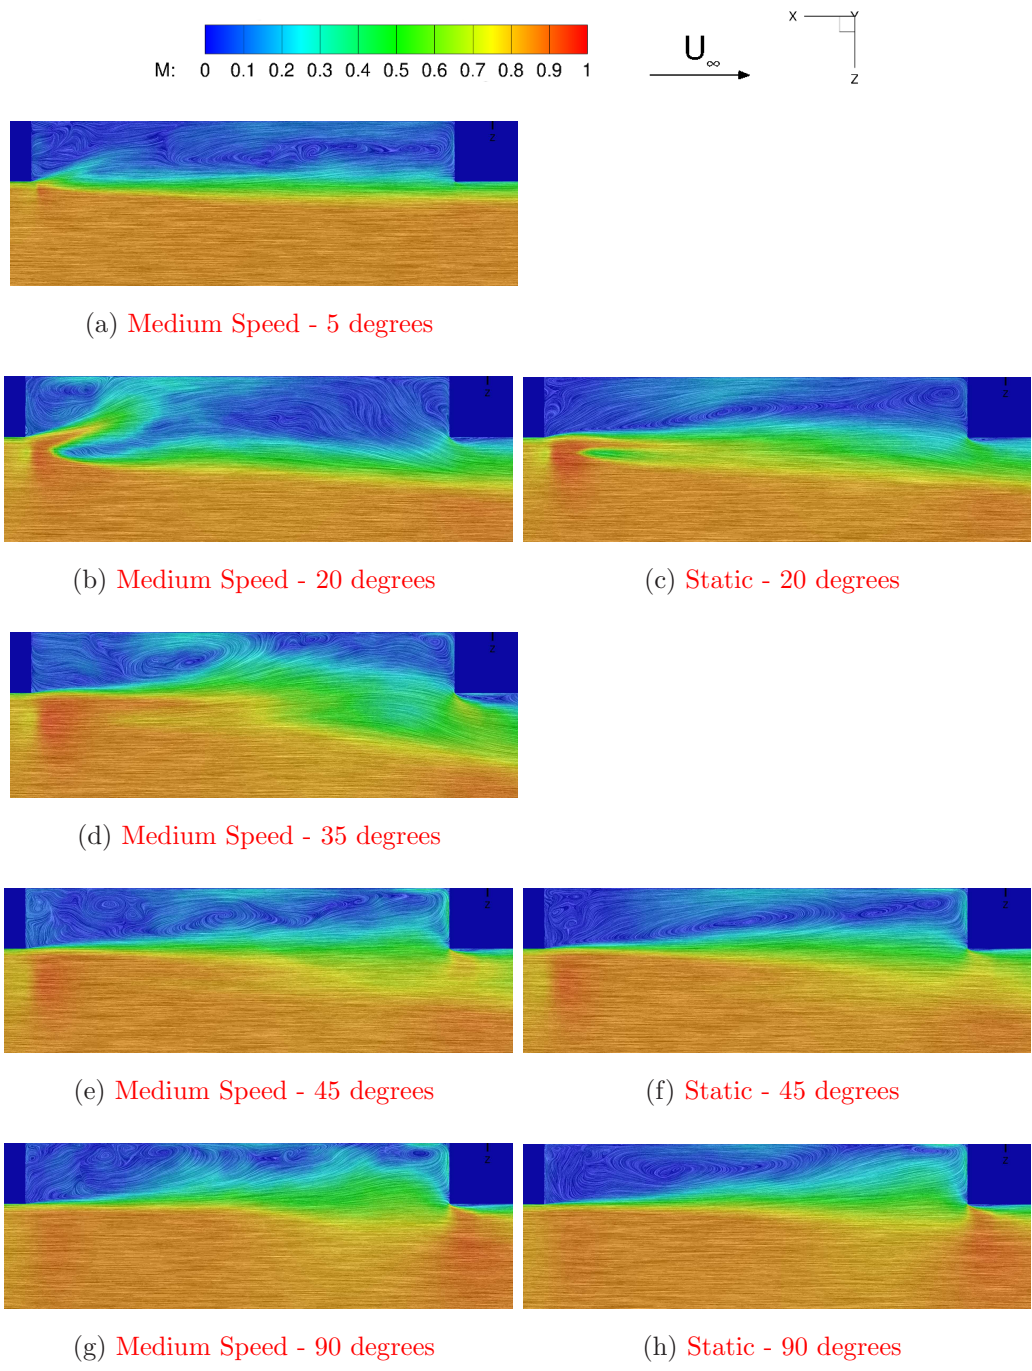 X Y
U∞
M: 0 0.1 0.2 0.3 0.4 0.5 0.6 0.7 0.8 0.9 1
Z
Z
(a) Medium Speed - 5 degrees
Z Z
(b) Medium Speed - 20 degrees (c) Static - 20 degrees
Z
(d) Medium Speed - 35 degrees
Z Z
(e) Medium Speed - 45 degrees (f) Static - 45 degrees
Z Z
(g) Medium Speed - 90 degrees (h) Static - 90 degrees